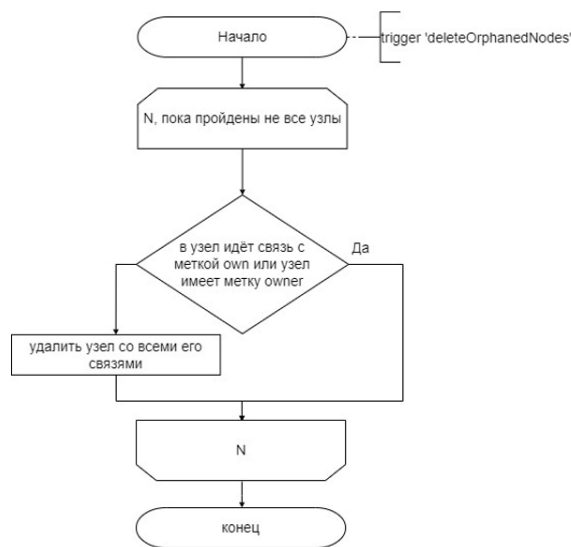 Начало
trigger 'deleteOrphanedNodes'
N, пока пройдены не все узлы
в узел идёт связь с
меткой own или узел
имеет метку owner
Да
удалить узел со всеми его
связями
N
конец